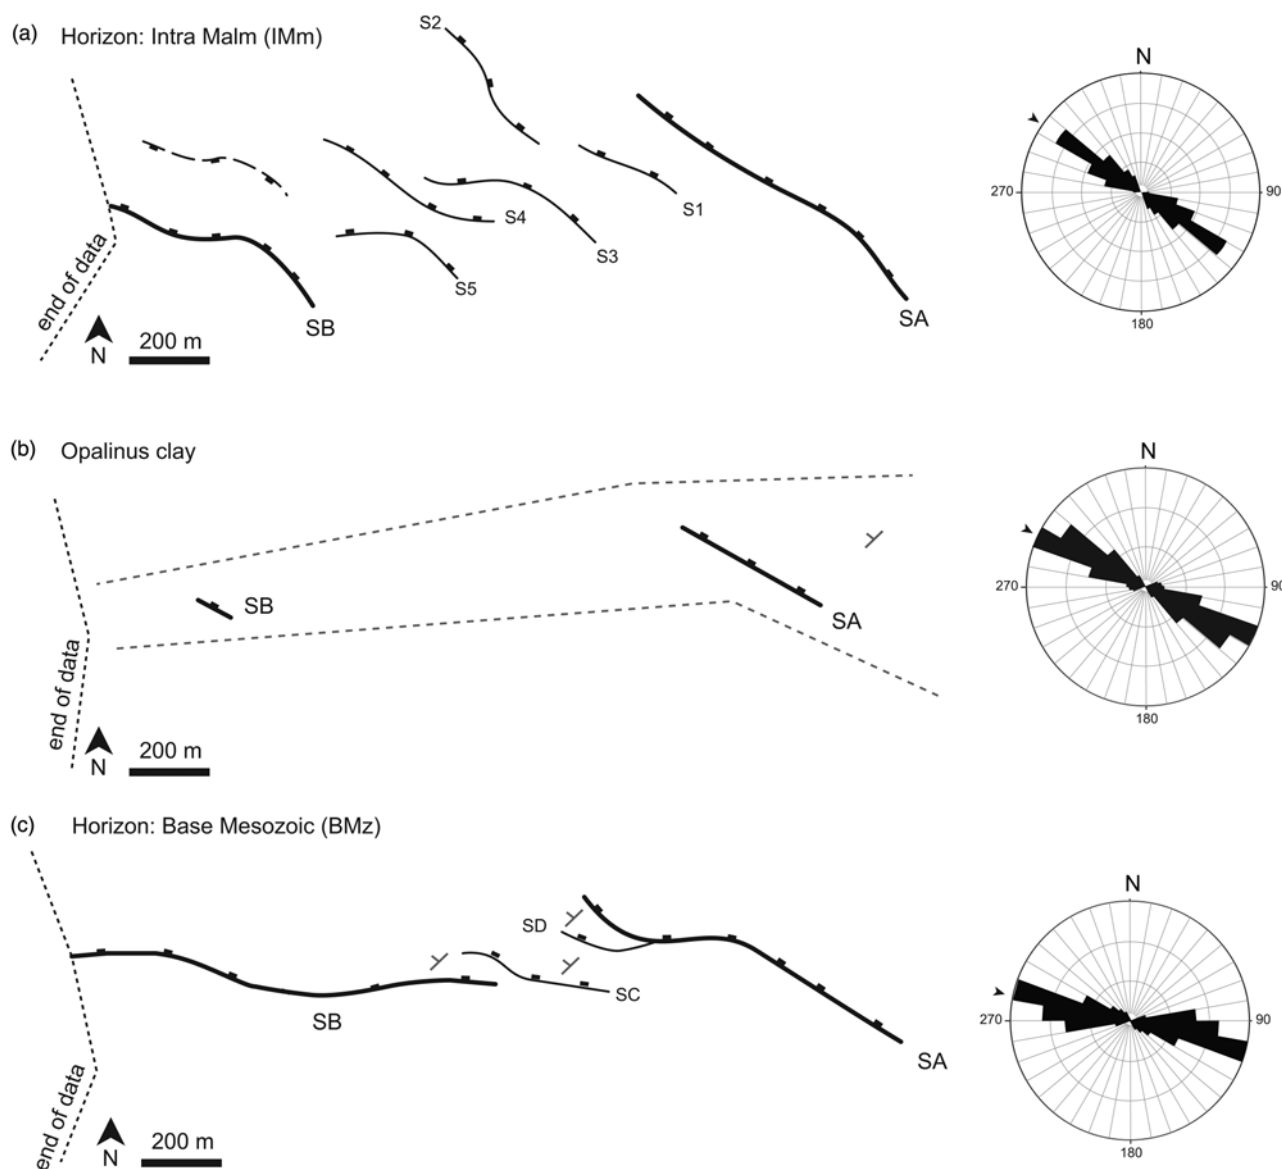 (a) Horizon: Intra Malm (IMm)
S2
N
S1
S4
S3
S5
SB
SA
end of data
N
200 m
270
90
180
(b) Opalinus clay
N
SB
SA
end of data
N
200 m
270
90
180
(c) Horizon: Base Mesozoic (BMz)
N
SD
SC
SB
SA
end of data
N
200 m
270
90
180